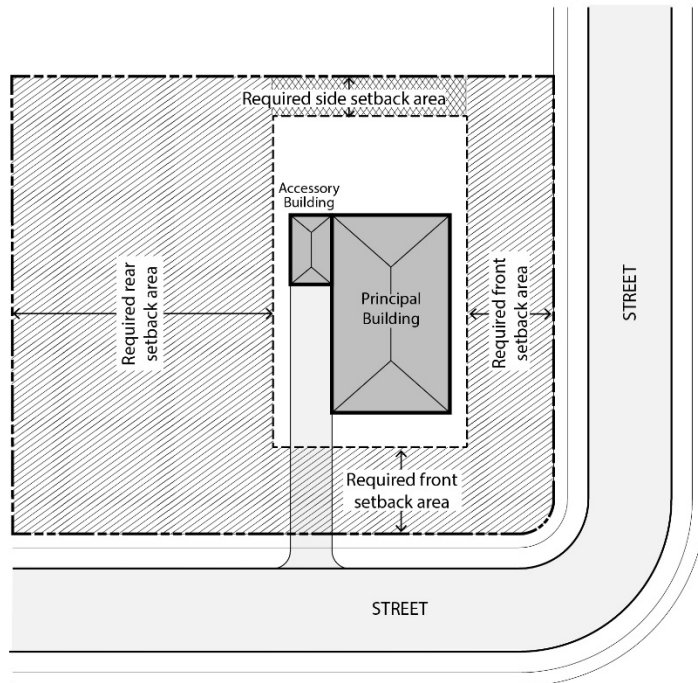 Required side setback area
Accessory
Building
Required rear
setback area
Principal
Building
Required front
setback area
STREET
Required front
setback area
STREET